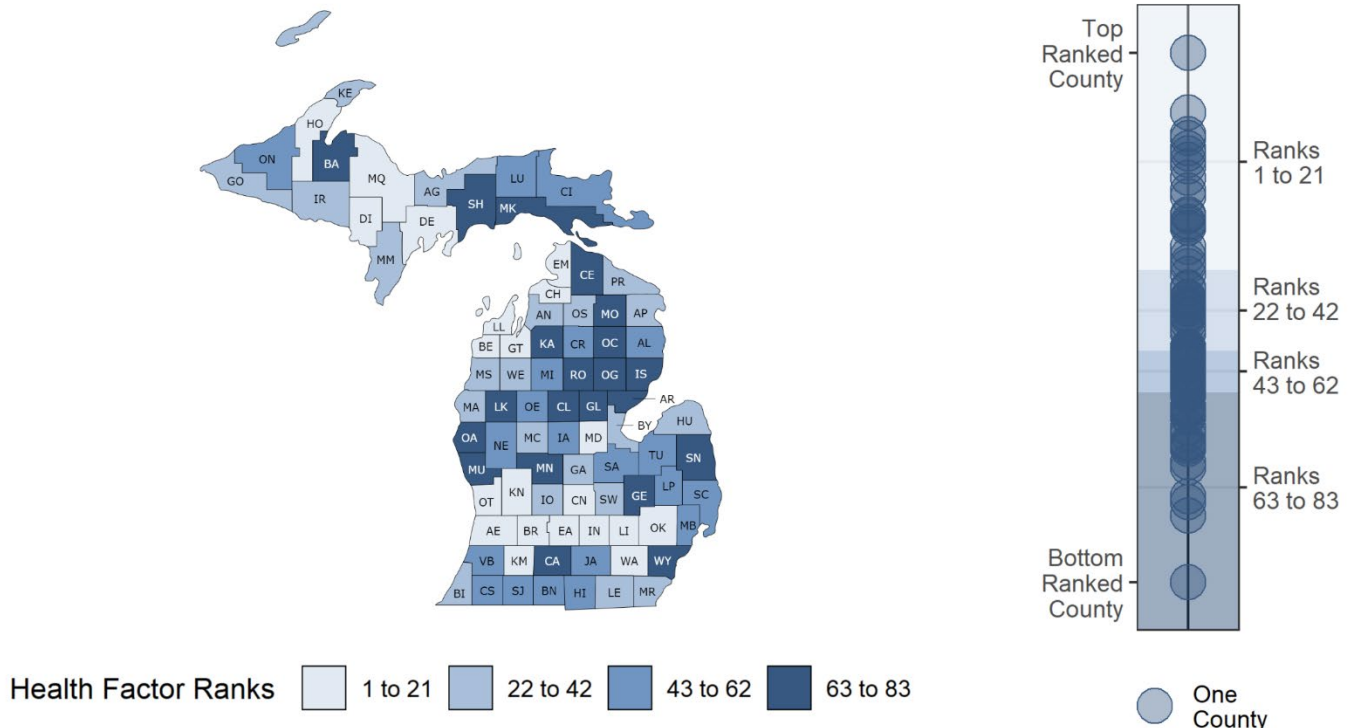 KE
HO
ON
BA
GO
MQ
LU
AG
CI
IR
SH
MK
DI
DE
MM
EM
CE
PR
CH
AN
OS
MO
AP
LL
BE
GT
KA
CR
OC
AL
MS
WE
MI
RO
OG
IS
MA
LK
OE
CL
GL
AR
BY
HU
OA
NE
MC
IA
MD
TU
SN
MU
MN
GA
SA
OT
KN
IO
CN
SW
GE
LP
SC
AE
BR
EA
IN
LI
OK
MB
VB
KM
CA
JA
WA
WY
BI
CS
SJ
BN
HI
LE
MR
Top
Ranked
County
Ranks
1 to 21
Ranks
22 to 42
Ranks
43 to 62
Ranks
63 to 83
Bottom
Ranked
County
Health Factor Ranks 1 to 21 22 to 42 43 to 62 63 to 83
One
County